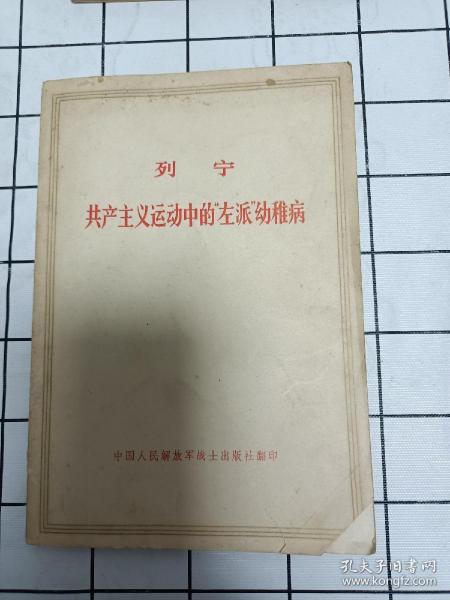 列 宁
共产主义运动中的“左派”幼稚病
中国人民解放军战士出版社翻印
孔夫子旧书网
www.kongfz.com